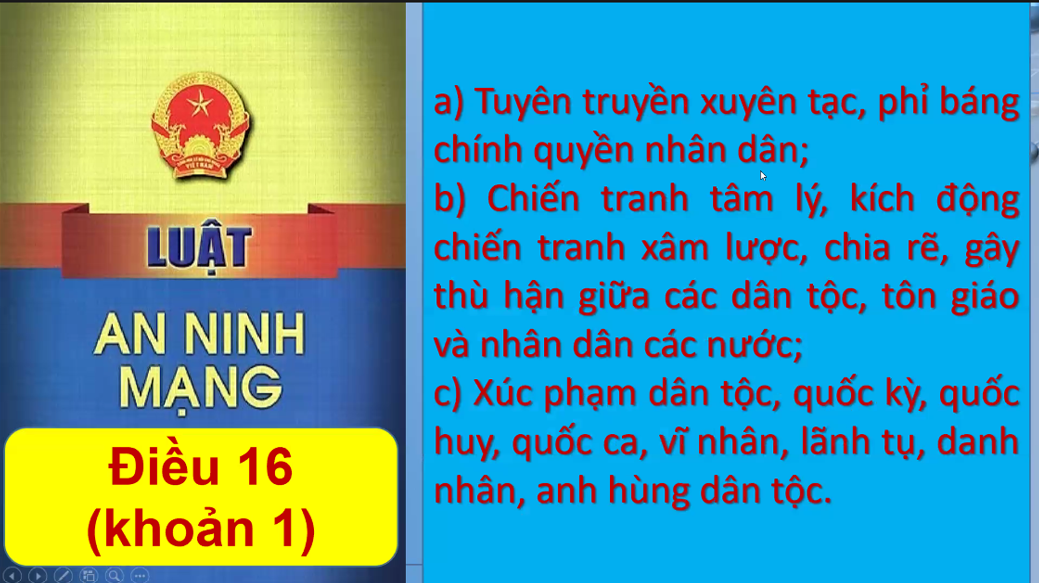 LUẬT
AN NINH
MẠNG
Điều 16
(khoản 1)
a) Tuyên truyền xuyên tạc, phỉ báng
chính quyền nhân dân;
b) Chiến tranh tâm lý, kích động
chiến tranh xâm lược, chia rẽ, gây
thù hận giữa các dân tộc, tôn giáo
và nhân dân các nước;
c) Xúc phạm dân tộc, quốc kỳ, quốc
huy, quốc ca, vĩ nhân, lãnh tụ, danh
nhân, anh hùng dân tộc.